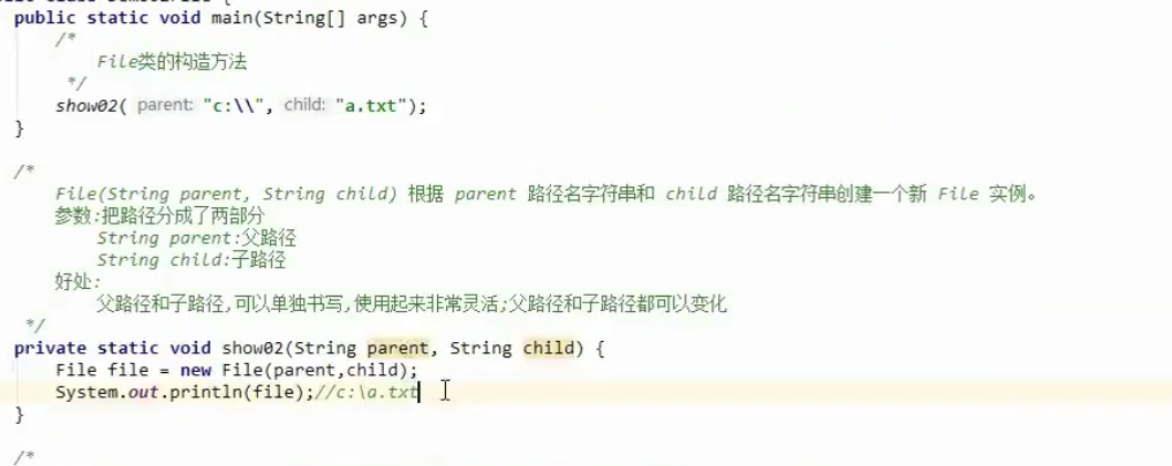 public static void main(String[] args) {
/*
File类的构造方法
*/
show02( parent: "c:\\", child: "a.txt");
}
/*
File(String parent, String child) 根据 parent 路径名字符串和 child 路径名字符串创建一个新 File 实例。
参数:把路径分成了两部分
String parent:父路径
String child:子路径
好处:
父路径和子路径,可以单独书写,使用起来非常灵活;父路径和子路径都可以变化
*/
private static void show02(String parent, String child) {
File file = new File(parent,child);
System.out.println(file);//c:\a.txt
}
/*